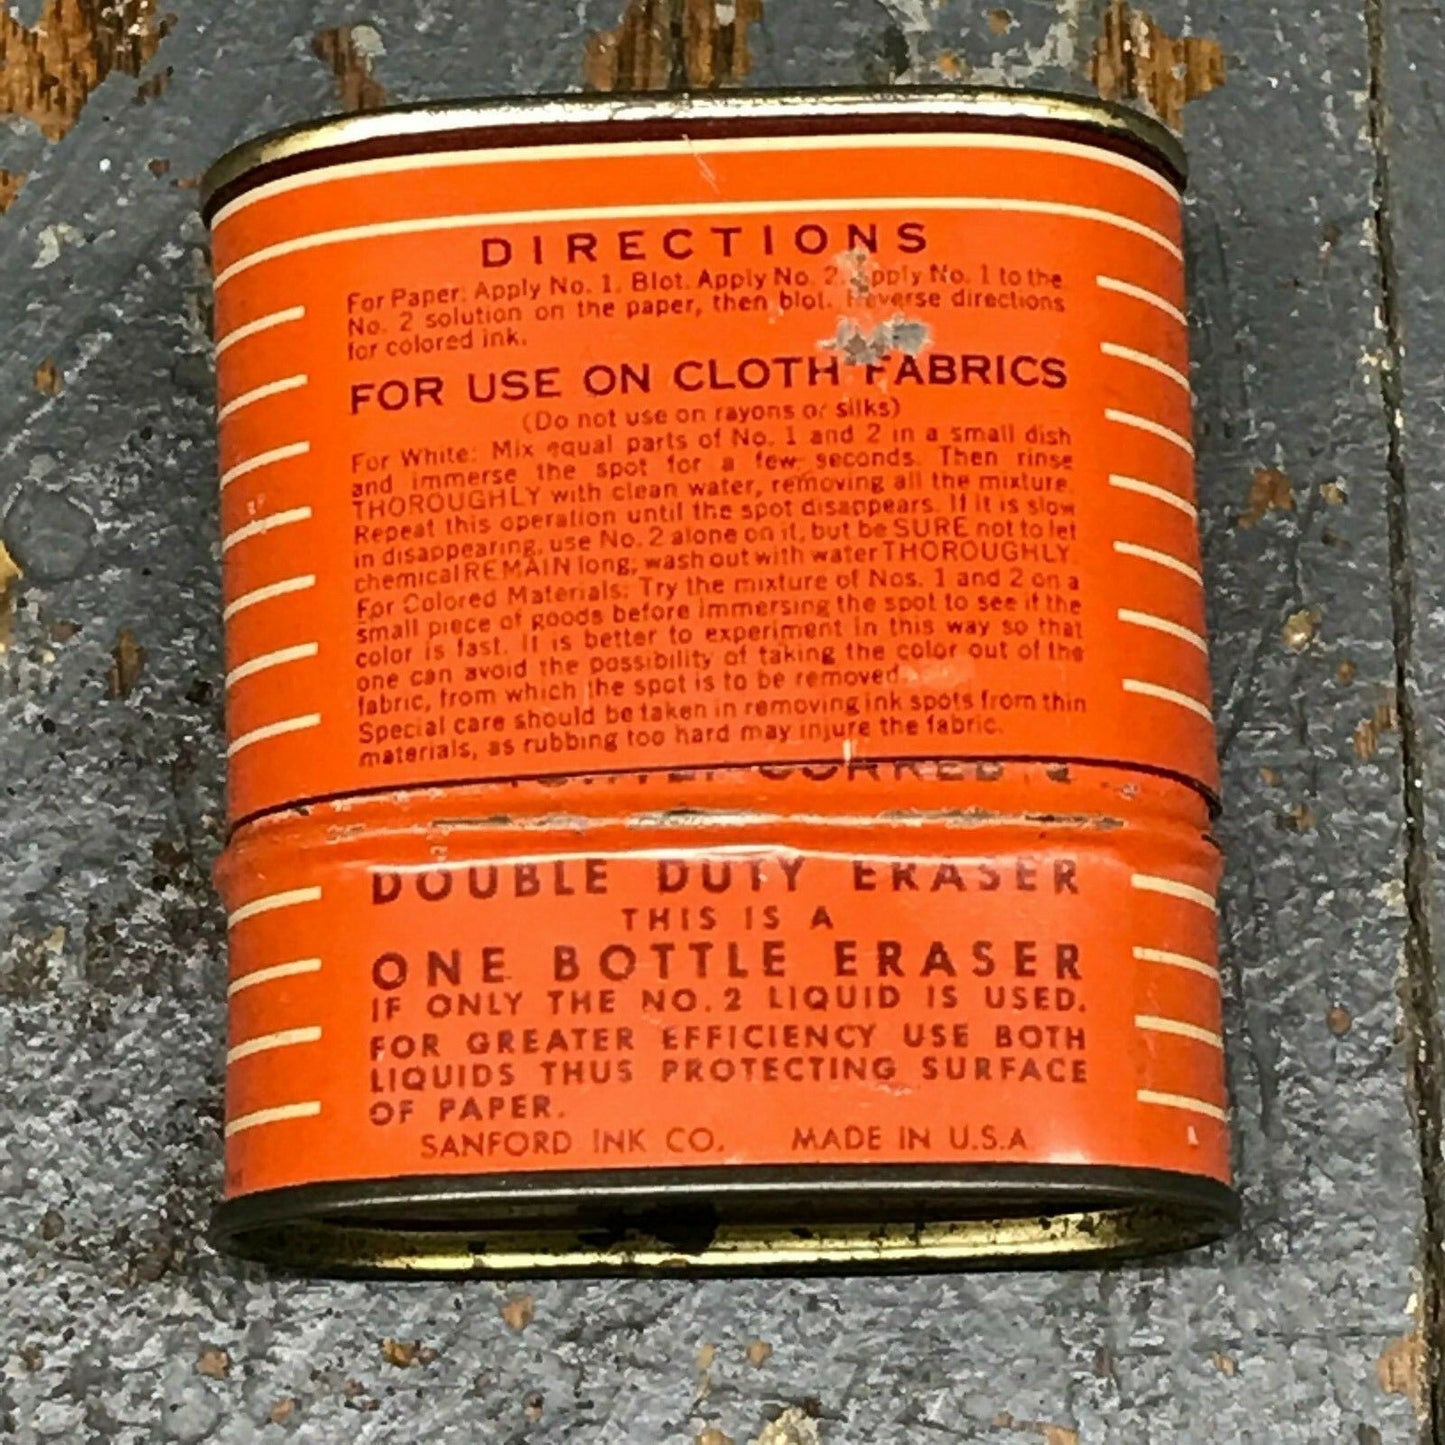 DIRECTIONS
For Paper: Apply No. 1. Blot. Apply No. 2. Apply No. 1 to the
No. 2 solution on the paper, then blot. Reverse directions
for colored ink.
FOR USE ON CLOTH FABRICS
(Do not use on rayons or silks)
For White: Mix equal parts of No. 1 and 2 in a small dish
and immerse the spot for a few seconds. Then rinse
THOROUGHLY with clean water, removing all the mixture.
Repeat this operation until the spot disappears. If it is slow
in disappearing, use No. 2 alone on it, but be SURE not to let
chemical REMAIN long; wash out with water THOROUGHLY.
For Colored Materials: Try the mixture of Nos. 1 and 2 on a
small piece of goods before immersing the spot to see if the
color is fast. It is better to experiment in this way so that
one can avoid the possibility of taking the color out of the
fabric, from which the spot is to be removed.
Special care should be taken in removing ink spots from thin
materials, as rubbing too hard may injure the fabric.
DOUBLE DUTY ERASER
THIS IS A
ONE BOTTLE ERASER
IF ONLY THE NO. 2 LIQUID IS USED.
FOR GREATER EFFICIENCY USE BOTH
LIQUIDS THUS PROTECTING SURFACE
OF PAPER.
SANFORD INK CO. MADE IN U.S.A